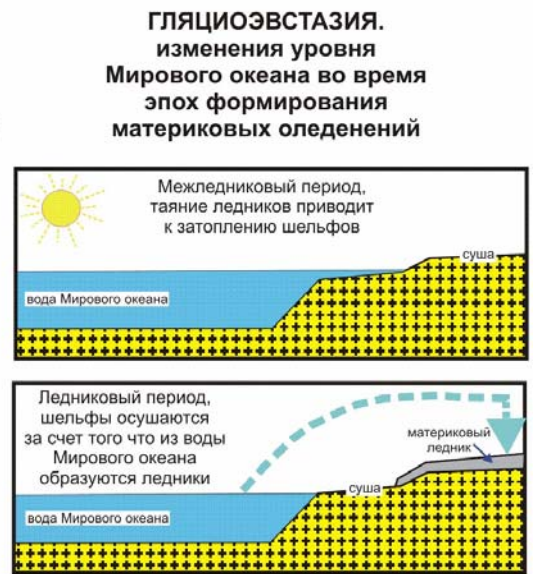 ГЛЯЦИОЭВСТАЗИЯ.
изменения уровня
Мирового океана во время
эпох формирования
материковых оледенений
Межледниковый период,
таяние ледников приводит
к затоплению шельфов
суша
вода Мирового океана
Ледниковый период,
шельфы осушаются
за счет того что из воды
Мирового океана
образуются ледники
материковый
ледник
суша
вода Мирового океана